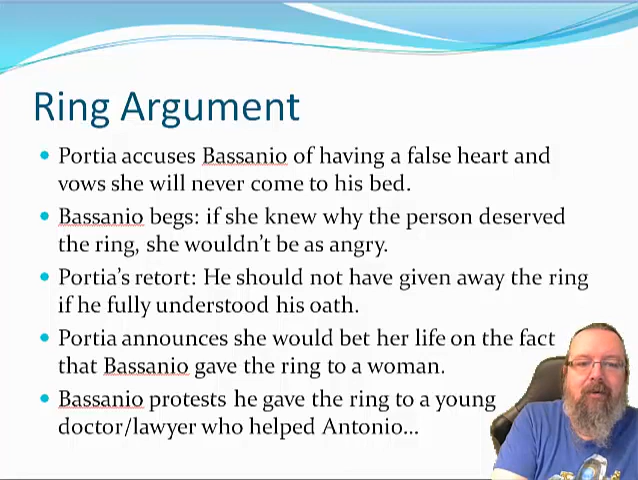 Ring Argument
Portia accuses Bassanio of having a false heart and
vows she will never come to his bed.
Bassanio begs: if she knew why the person deserved
the ring, she wouldn't be as angry.
Portia's retort: He should not have given away the ring
if he fully understood his oath.
Portia announces she would bet her life on the fact
that Bassanio gave the ring to a woman.
Bassanio protests he gave the ring to a young
doctor/lawyer who helped Antonio...